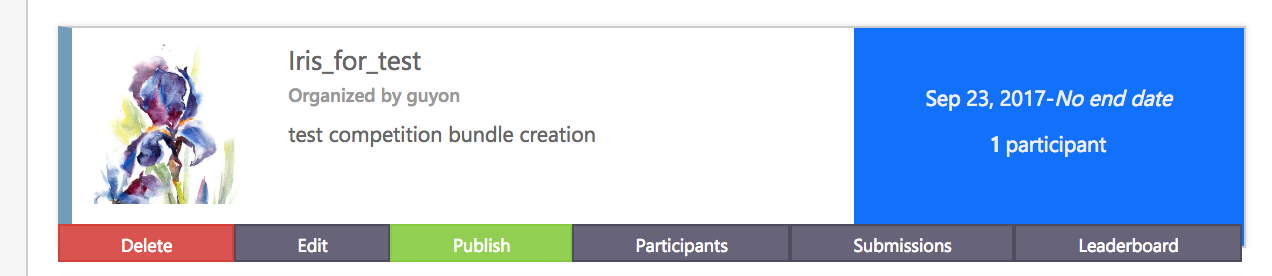 Iris_for_test
Organized by guyon
test competition bundle creation
Sep 23, 2017-No end date
1 participant
Delete Edit Publish Participants Submissions Leaderboard